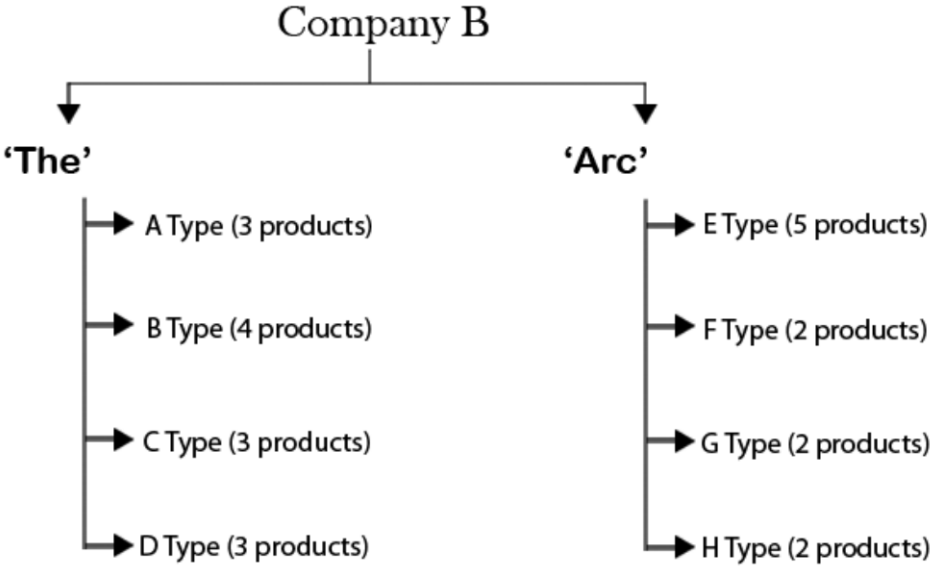 Company B
‘The’
A Type (3 products)
B Type (4 products)
C Type (3 products)
D Type (3 products)
‘Arc’
E Type (5 products)
F Type (2 products)
G Type (2 products)
H Type (2 products)